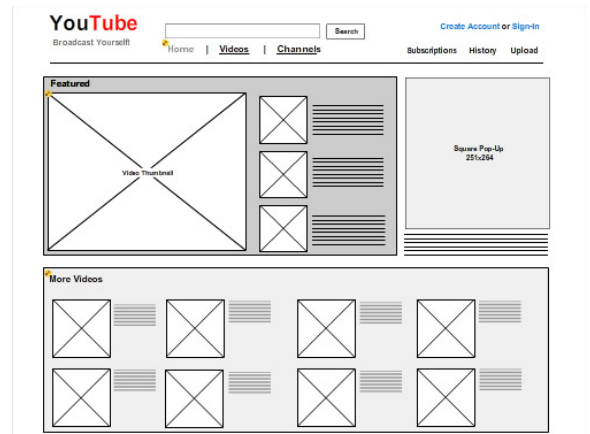 YouTube
Broadcast Yourself!
Search
Create Account or Sign-In
Home | Videos | Channels
Subscriptions History Upload
Featured
Video Thumbnail
Square Pop-Up
251x264
More Videos